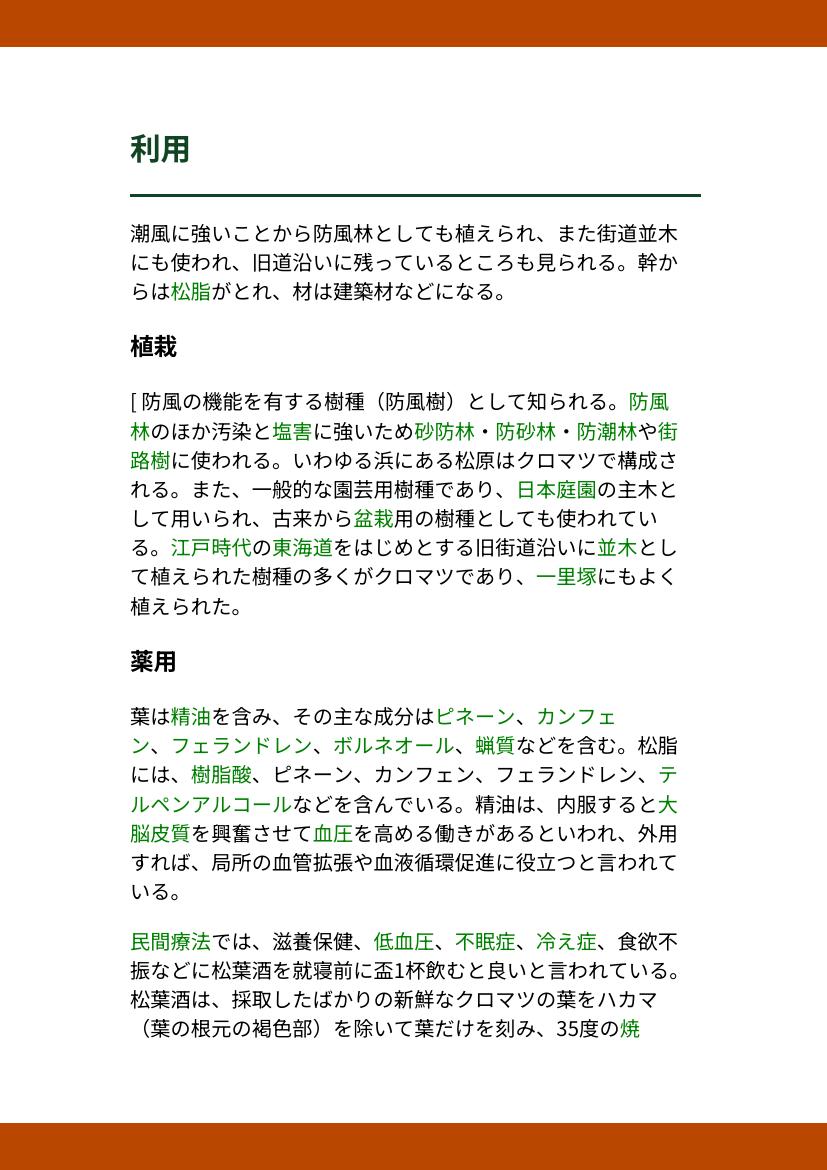 利用
潮風に強いことから防風林としても植えられ、また街道並木
にも使われ、旧道沿いに残っているところも見られる。幹か
らは松脂がとれ、材は建築材などになる。
植栽
[ 防風の機能を有する樹種（防風樹）として知られる。防風
林のほか汚染と塩害に強いため砂防林・防砂林・防潮林や街
路樹に使われる。いわゆる浜にある松原はクロマツで構成さ
れる。また、一般的な園芸用樹種であり、日本庭園の主木と
して用いられ、古来から盆栽用の樹種としても使われてい
る。江戸時代の東海道をはじめとする旧街道沿いに並木とし
て植えられた樹種の多くがクロマツであり、一里塚にもよく
植えられた。
薬用
葉は精油を含み、その主な成分はピネーン、カンフェ
ン、フェランドレン、ボルネオール、蝋質などを含む。松脂
には、樹脂酸、ピネーン、カンフェン、フェランドレン、テ
ルペンアルコールなどを含んでいる。精油は、内服すると大
脳皮質を興奮させて血圧を高める働きがあるといわれ、外用
すれば、局所の血管拡張や血液循環促進に役立つと言われて
いる。
民間療法では、滋養保健、低血圧、不眠症、冷え症、食欲不
振などに松葉酒を就寝前に盃1杯飲むと良いと言われている。
松葉酒は、採取したばかりの新鮮なクロマツの葉をハカマ
（葉の根元の褐色部）を除いて葉だけを刻み、35度の焼